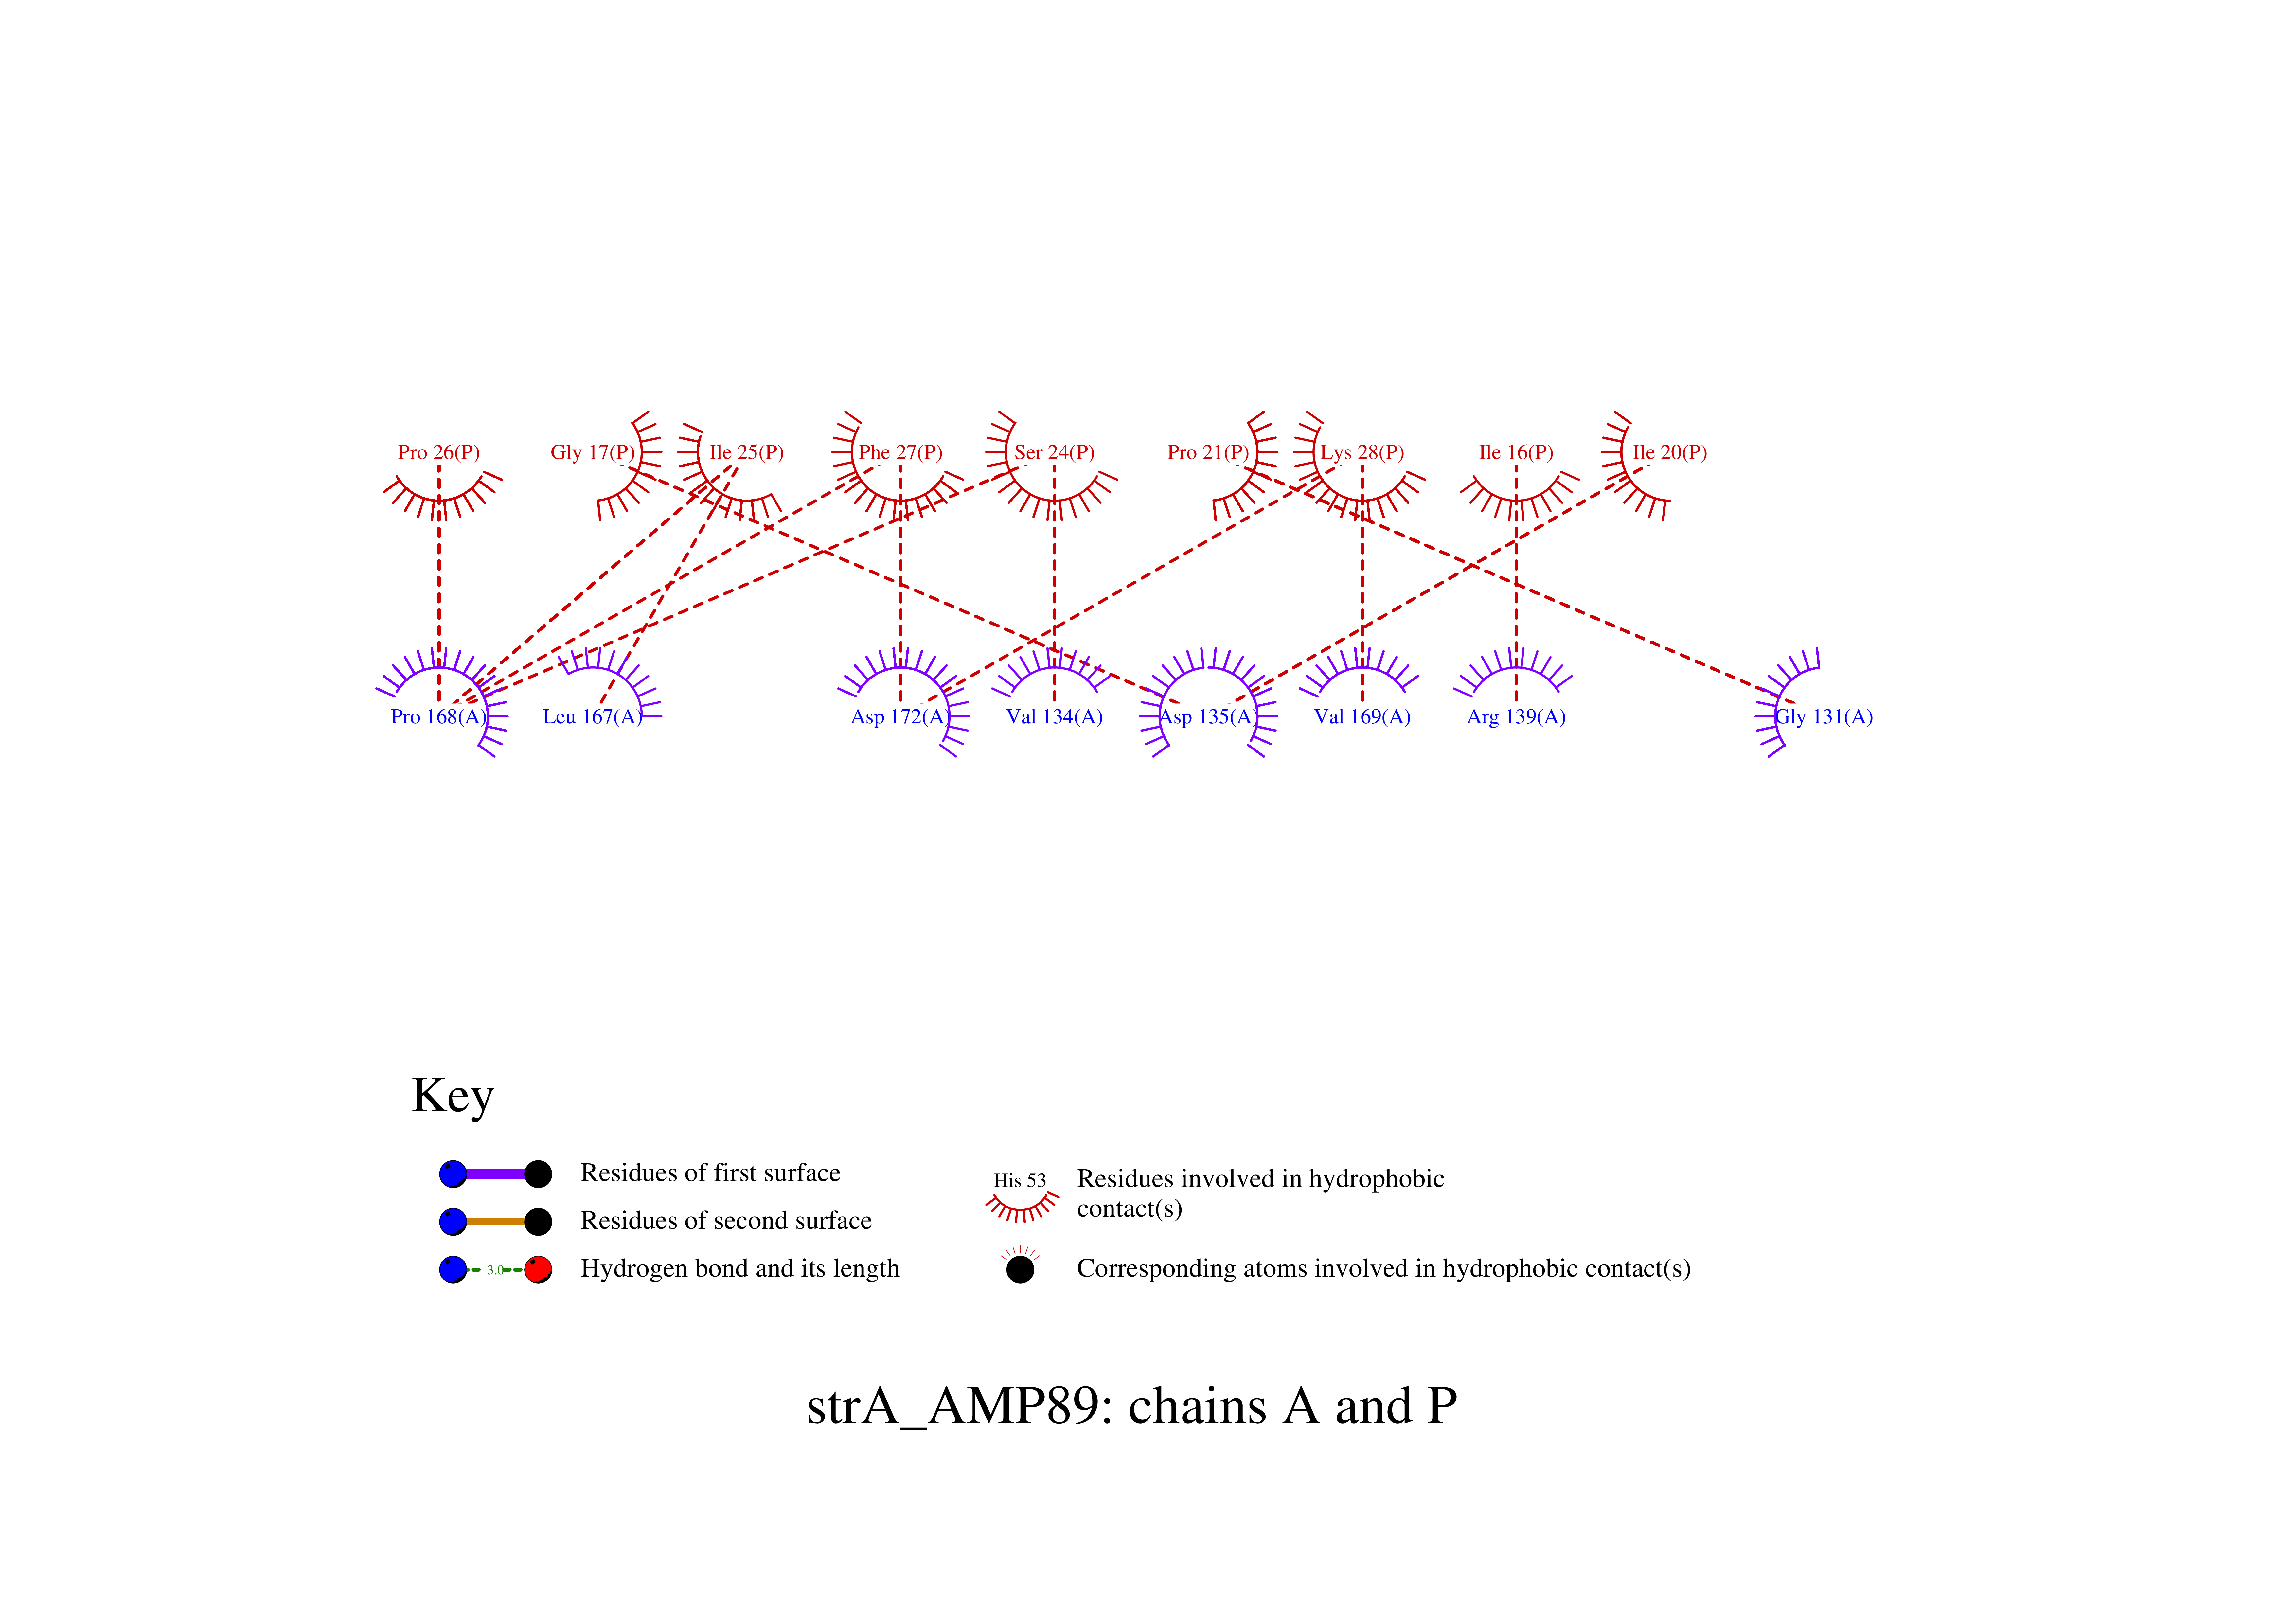 Pro 26(P) Gly 17(P) Ile 25(P) Phe 27(P) Ser 24(P) Pro 21(P) Lys 28(P) Ile 16(P) Ile 20(P)
Pro 168(A) Leu 167(A) Asp 172(A) Val 134(A) Asp 135(A) Val 169(A) Arg 139(A) Gly 131(A)
Key
Residues of first surface
Residues of second surface
3.0 Hydrogen bond and its length
His 53 Residues involved in hydrophobic
contact(s)
Corresponding atoms involved in hydrophobic contact(s)
strA_AMP89: chains A and P